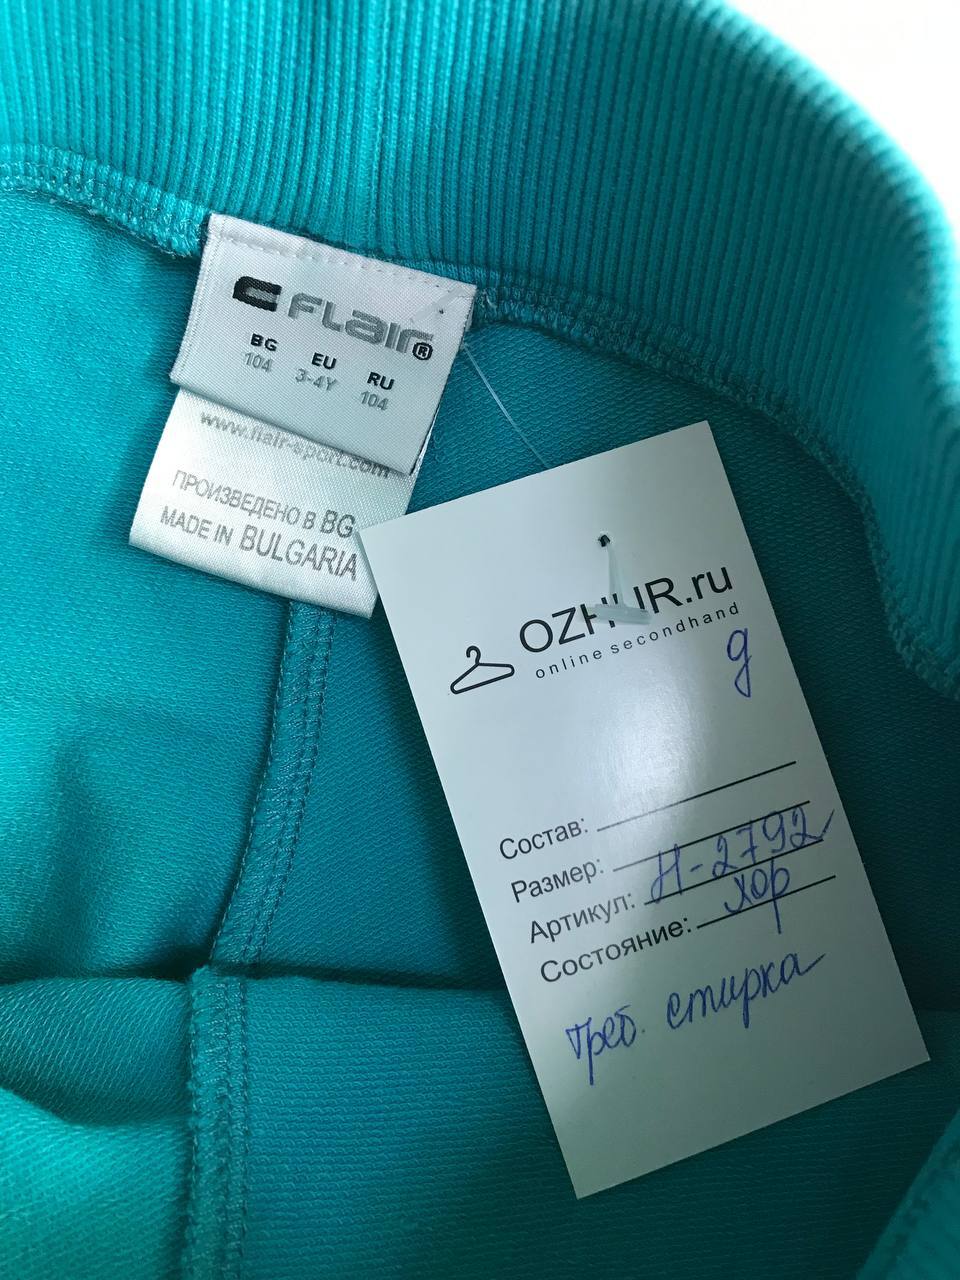 FLAIR®
BG EU RU
104 3-4Y 104
www.flair-sport.com
ПРОИЗВЕДЕНО В BG
MADE IN BULGARIA
OZHUR.ru
online secondhand
д
Состав:
Размер:
Артикул: Н-2792
Состояние: хор
треб. стирка